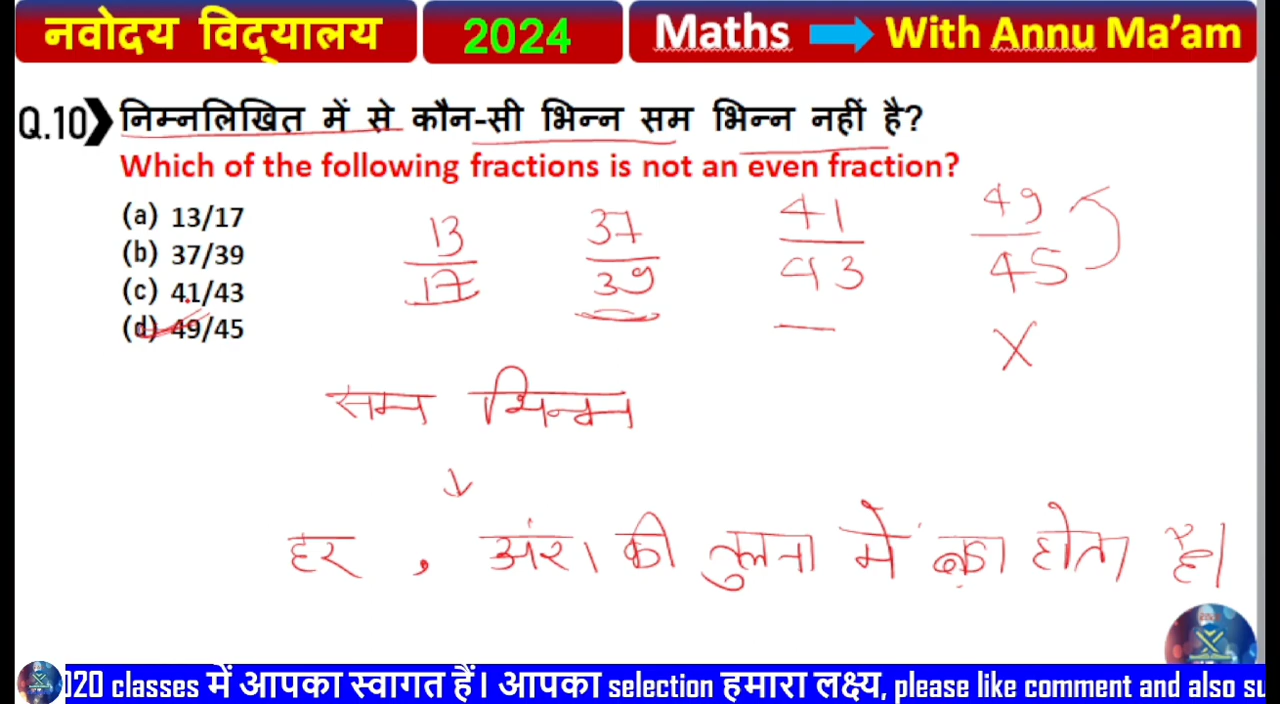 नवोदय विद्यालय 2024 Maths With Annu Ma'am
Q.10 निम्नलिखित में से कौन-सी भिन्न सम भिन्न नहीं है?
Which of the following fractions is not an even fraction?
(a) 13/17
(b) 37/39
(c) 41/43
(d) 49/45
13/17 37/39 41/43 49/45
X
सम भिन्न
हर , अंश की तुलना में बड़ा होता है।
D2D classes में आपका स्वागत हैं। आपका selection हमारा लक्ष्य, please like comment and also su